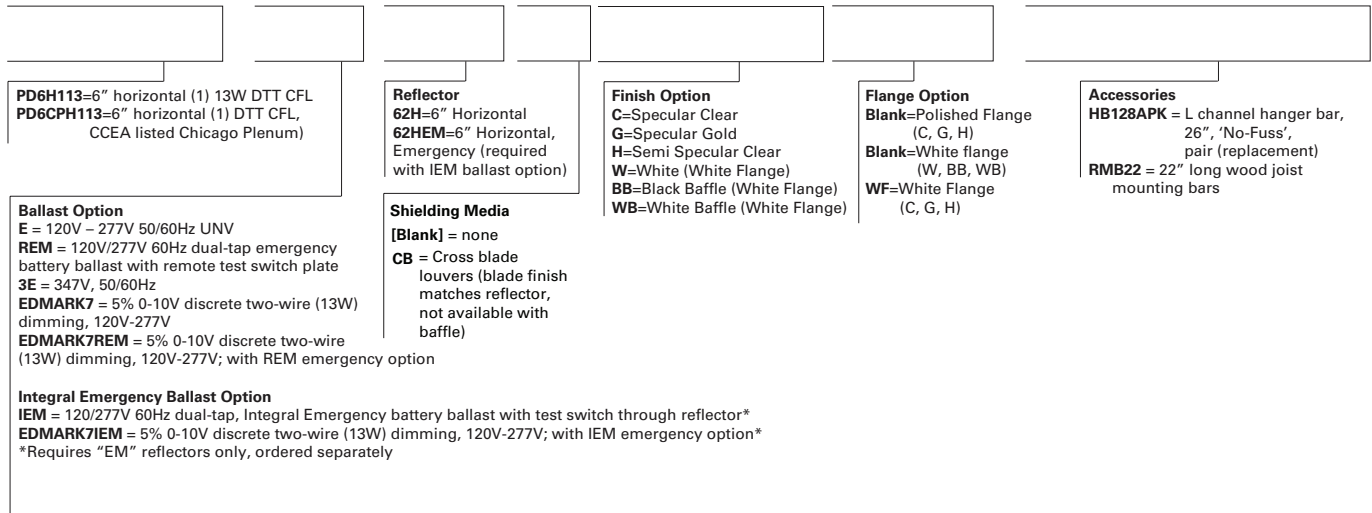 PD6H113=6” horizontal (1) 13W DTT CFL
PD6CPH113=6” horizontal (1) DTT CFL,
CCEA listed Chicago Plenum)
Ballast Option
E = 120V – 277V 50/60Hz UNV
REM = 120V/277V 60Hz dual-tap emergency
battery ballast with remote test switch plate
3E = 347V, 50/60Hz
EDMARK7 = 5% 0-10V discrete two-wire (13W)
dimming, 120V-277V
EDMARK7REM = 5% 0-10V discrete two-wire
(13W) dimming, 120V-277V; with REM emergency option
Integral Emergency Ballast Option
IEM = 120/277V 60Hz dual-tap, Integral Emergency battery ballast with test switch through reflector*
EDMARK7IEM = 5% 0-10V discrete two-wire (13W) dimming, 120V-277V; with IEM emergency option*
*Requires “EM” reflectors only, ordered separately
Reflector
62H=6” Horizontal
62HEM=6” Horizontal,
Emergency (required
with IEM ballast option)
Shielding Media
[Blank] = none
CB = Cross blade
louvers (blade finish
matches reflector,
not available with
baffle)
Finish Option
C=Specular Clear
G=Specular Gold
H=Semi Specular Clear
W=White (White Flange)
BB=Black Baffle (White Flange)
WB=White Baffle (White Flange)
Flange Option
Blank=Polished Flange
(C, G, H)
Blank=White flange
(W, BB, WB)
WF=White Flange
(C, G, H)
Accessories
HB128APK = L channel hanger bar,
26”, ‘No-Fuss’,
pair (replacement)
RMB22 = 22” long wood joist
mounting bars